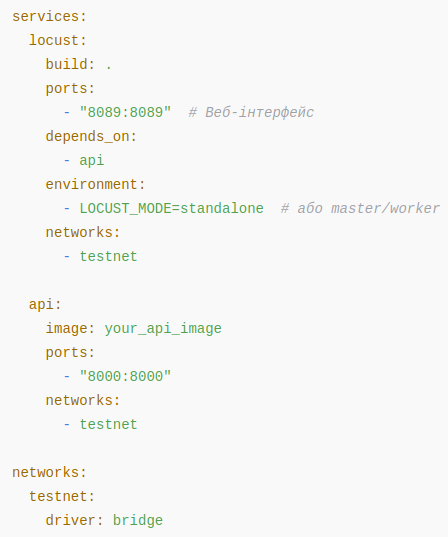 services:
  locust:
    build: .
    ports:
      - "8089:8089"  # Веб-інтерфейс
    depends_on:
      - api
    environment:
      - LOCUST_MODE=standalone  # або master/worker
    networks:
      - testnet

  api:
    image: your_api_image
    ports:
      - "8000:8000"
    networks:
      - testnet

networks:
  testnet:
    driver: bridge